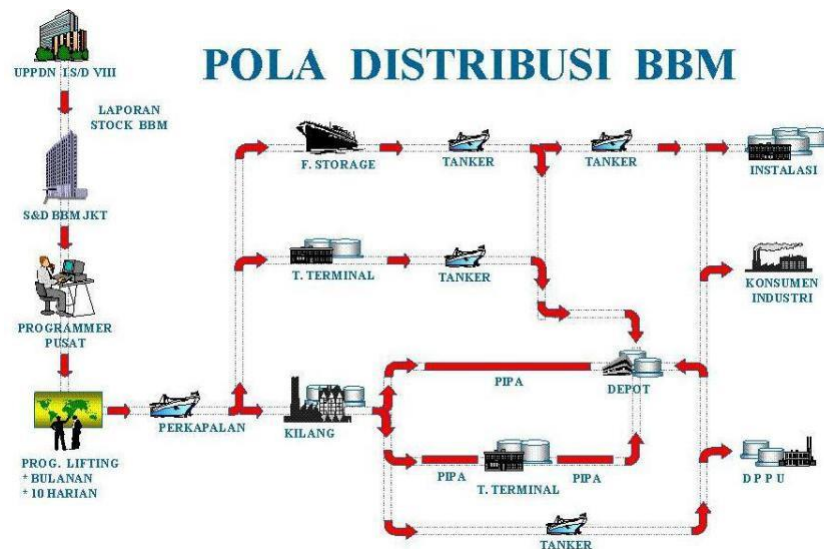 POLA DISTRIBUSI BBM
UPPDN I S/D VIII
LAPORAN
STOCK BBM
S&D BBM JKT
PROGRAMMER
PUSAT
PROG. LIFTING
* BULANAN
* 10 HARIAN
PERKAPALAN
F. STORAGE
TANKER
TANKER
INSTALASI
T. TERMINAL
TANKER
KONSUMEN
INDUSTRI
KILANG
PIPA
DEPOT
PIPA
T. TERMINAL
PIPA
D P P U
TANKER